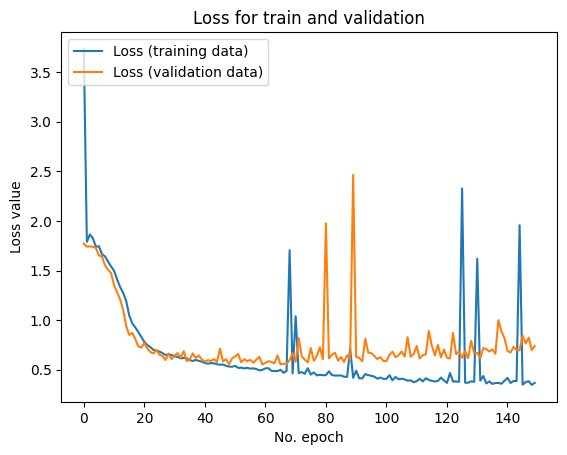 Loss for train and validation
Loss (training data)
Loss (validation data)
3.5
3.0
2.5
2.0
1.5
1.0
0.5
Loss value
0 20 40 60 80 100 120 140
No. epoch